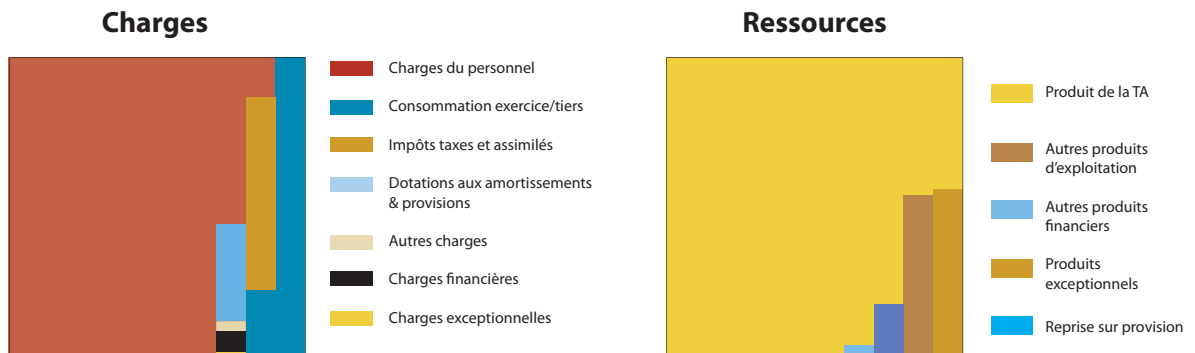 Charges
Charges du personnel
Consommation exercice/tiers
Impôts taxes et assimilés
Dotations aux amortissements
& provisions
Autres charges
Charges financières
Charges exceptionnelles
Ressources
Produit de la TA
Autres produits
d’exploitation
Autres produits
financiers
Produits
exceptionnels
Reprise sur provision